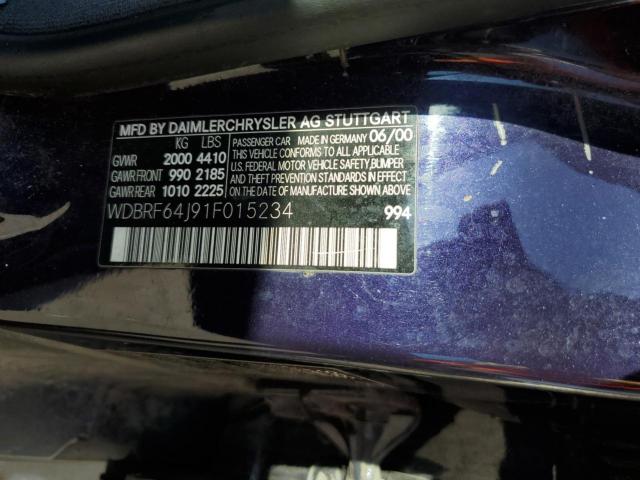 MFD BY DAIMLERCHRYSLER AG STUTTGART
KG LBS PASSENGER CAR MADE IN GERMANY 06/00
GVWR 2000 4410 THIS VEHICLE CONFORMS TO ALL APPLICABLE
GAWR FRONT 990 2185 U.S. FEDERAL MOTOR VEHICLE SAFETY, BUMPER
GAWR REAR 1010 2225 AND THEFT PREVENTION STANDARDS IN EFFECT
ON THE DATE OF MANUFACTURE SHOWN ABOVE.
WDBRF64J91F015234 994